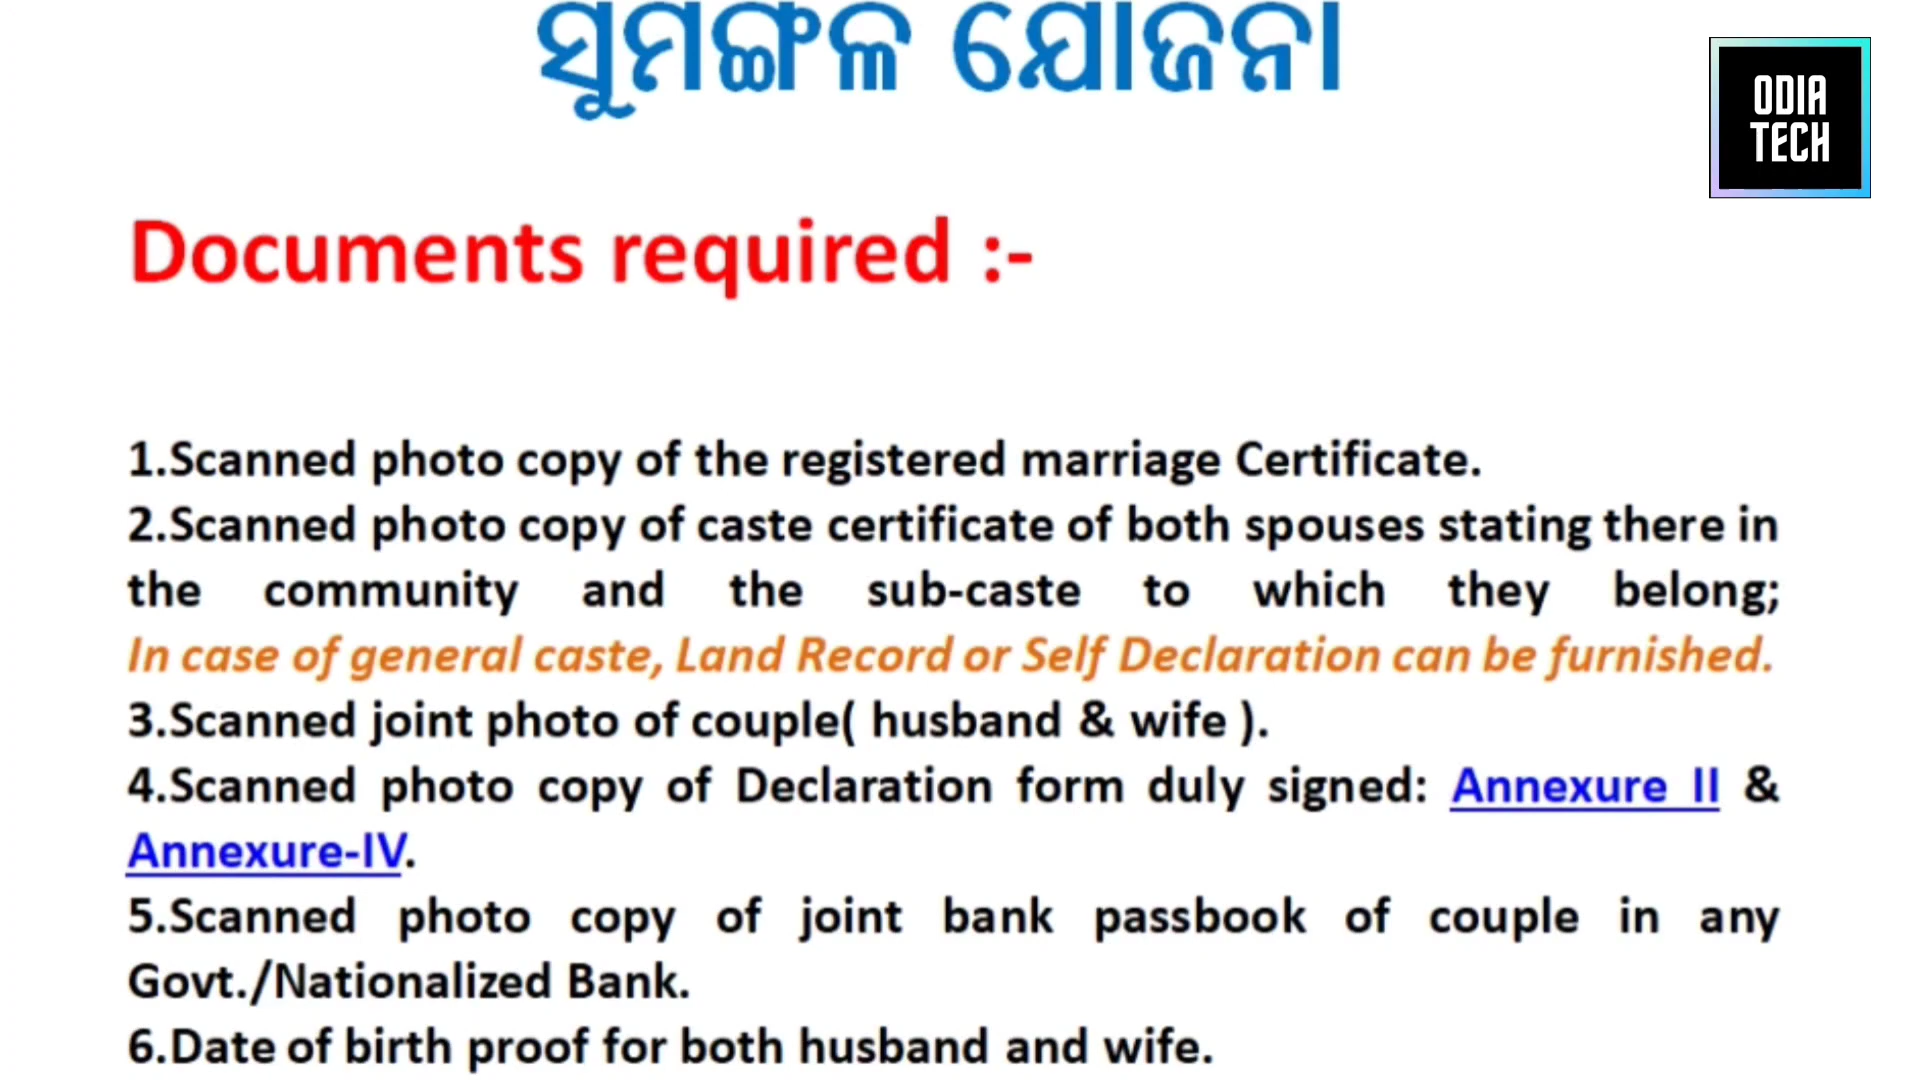 ସୁମଙ୍ଗଳ ଯୋଜନା
ODIA
TECH
Documents required :-
1.Scanned photo copy of the registered marriage Certificate.
2.Scanned photo copy of caste certificate of both spouses stating there in
the community and the sub-caste to which they belong;
In case of general caste, Land Record or Self Declaration can be furnished.
3.Scanned joint photo of couple( husband & wife ).
4.Scanned photo copy of Declaration form duly signed: Annexure II &
Annexure-IV.
5.Scanned photo copy of joint bank passbook of couple in any
Govt./Nationalized Bank.
6.Date of birth proof for both husband and wife.